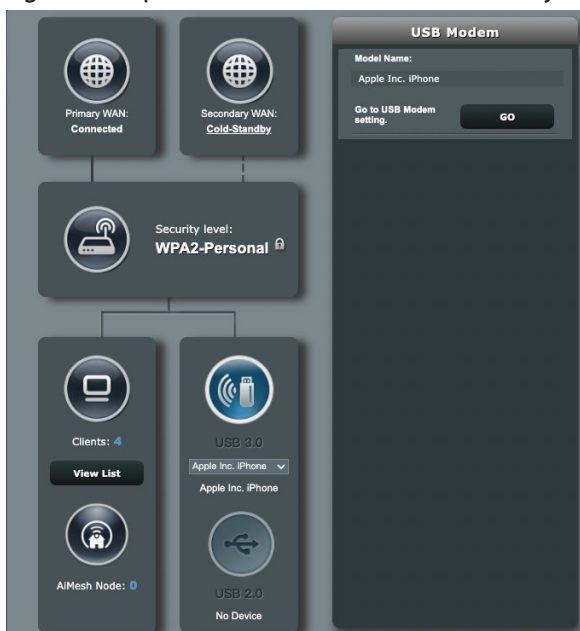 USB Modem
Model Name:
Apple Inc. iPhone
Go to USB Modem
setting.
GO
Primary WAN:
Connected
Secondary WAN:
Cold-Standby
Security level:
WPA2-Personal
Clients: 4
View List
AiMesh Node: 0
USB 3.0
Apple Inc. iPhone
Apple Inc. iPhone
USB 2.0
No Device